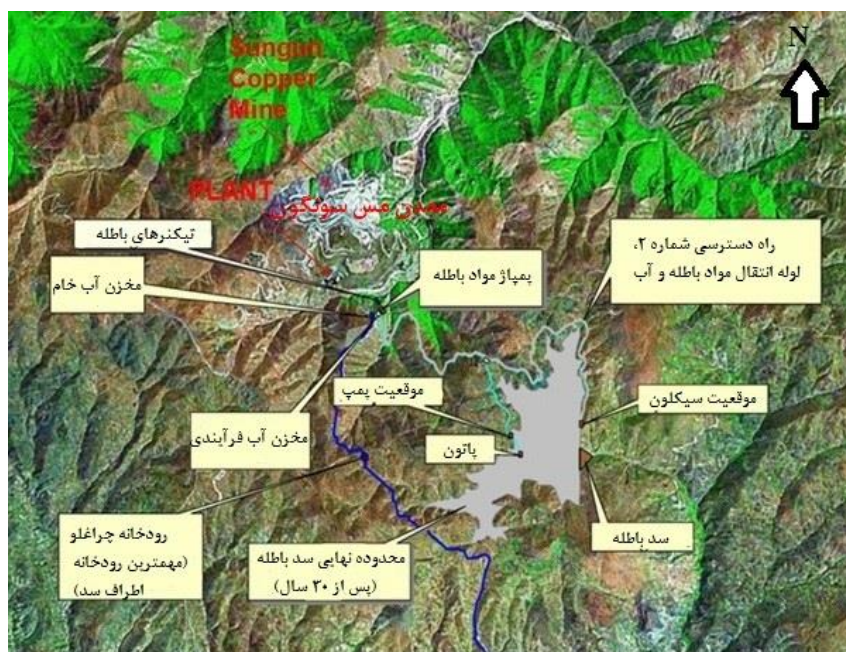 N
Sungun
Copper
Mine
PLANT
معدن مس سونگون
تیکنرهای باطله
مخزن آب خام
پمپاژ مواد باطله
راه دسترسی شماره ۲،
لوله انتقال مواد باطله و آب
موقعیت پمپ
موقعیت سیکلون
مخزن آب فرآیندی
پاتون
رودخانه چراغلو
(مهمترین رودخانه
اطراف سد)
محدوده نهایی سد باطله
(پس از ۳۰ سال)
سد باطله